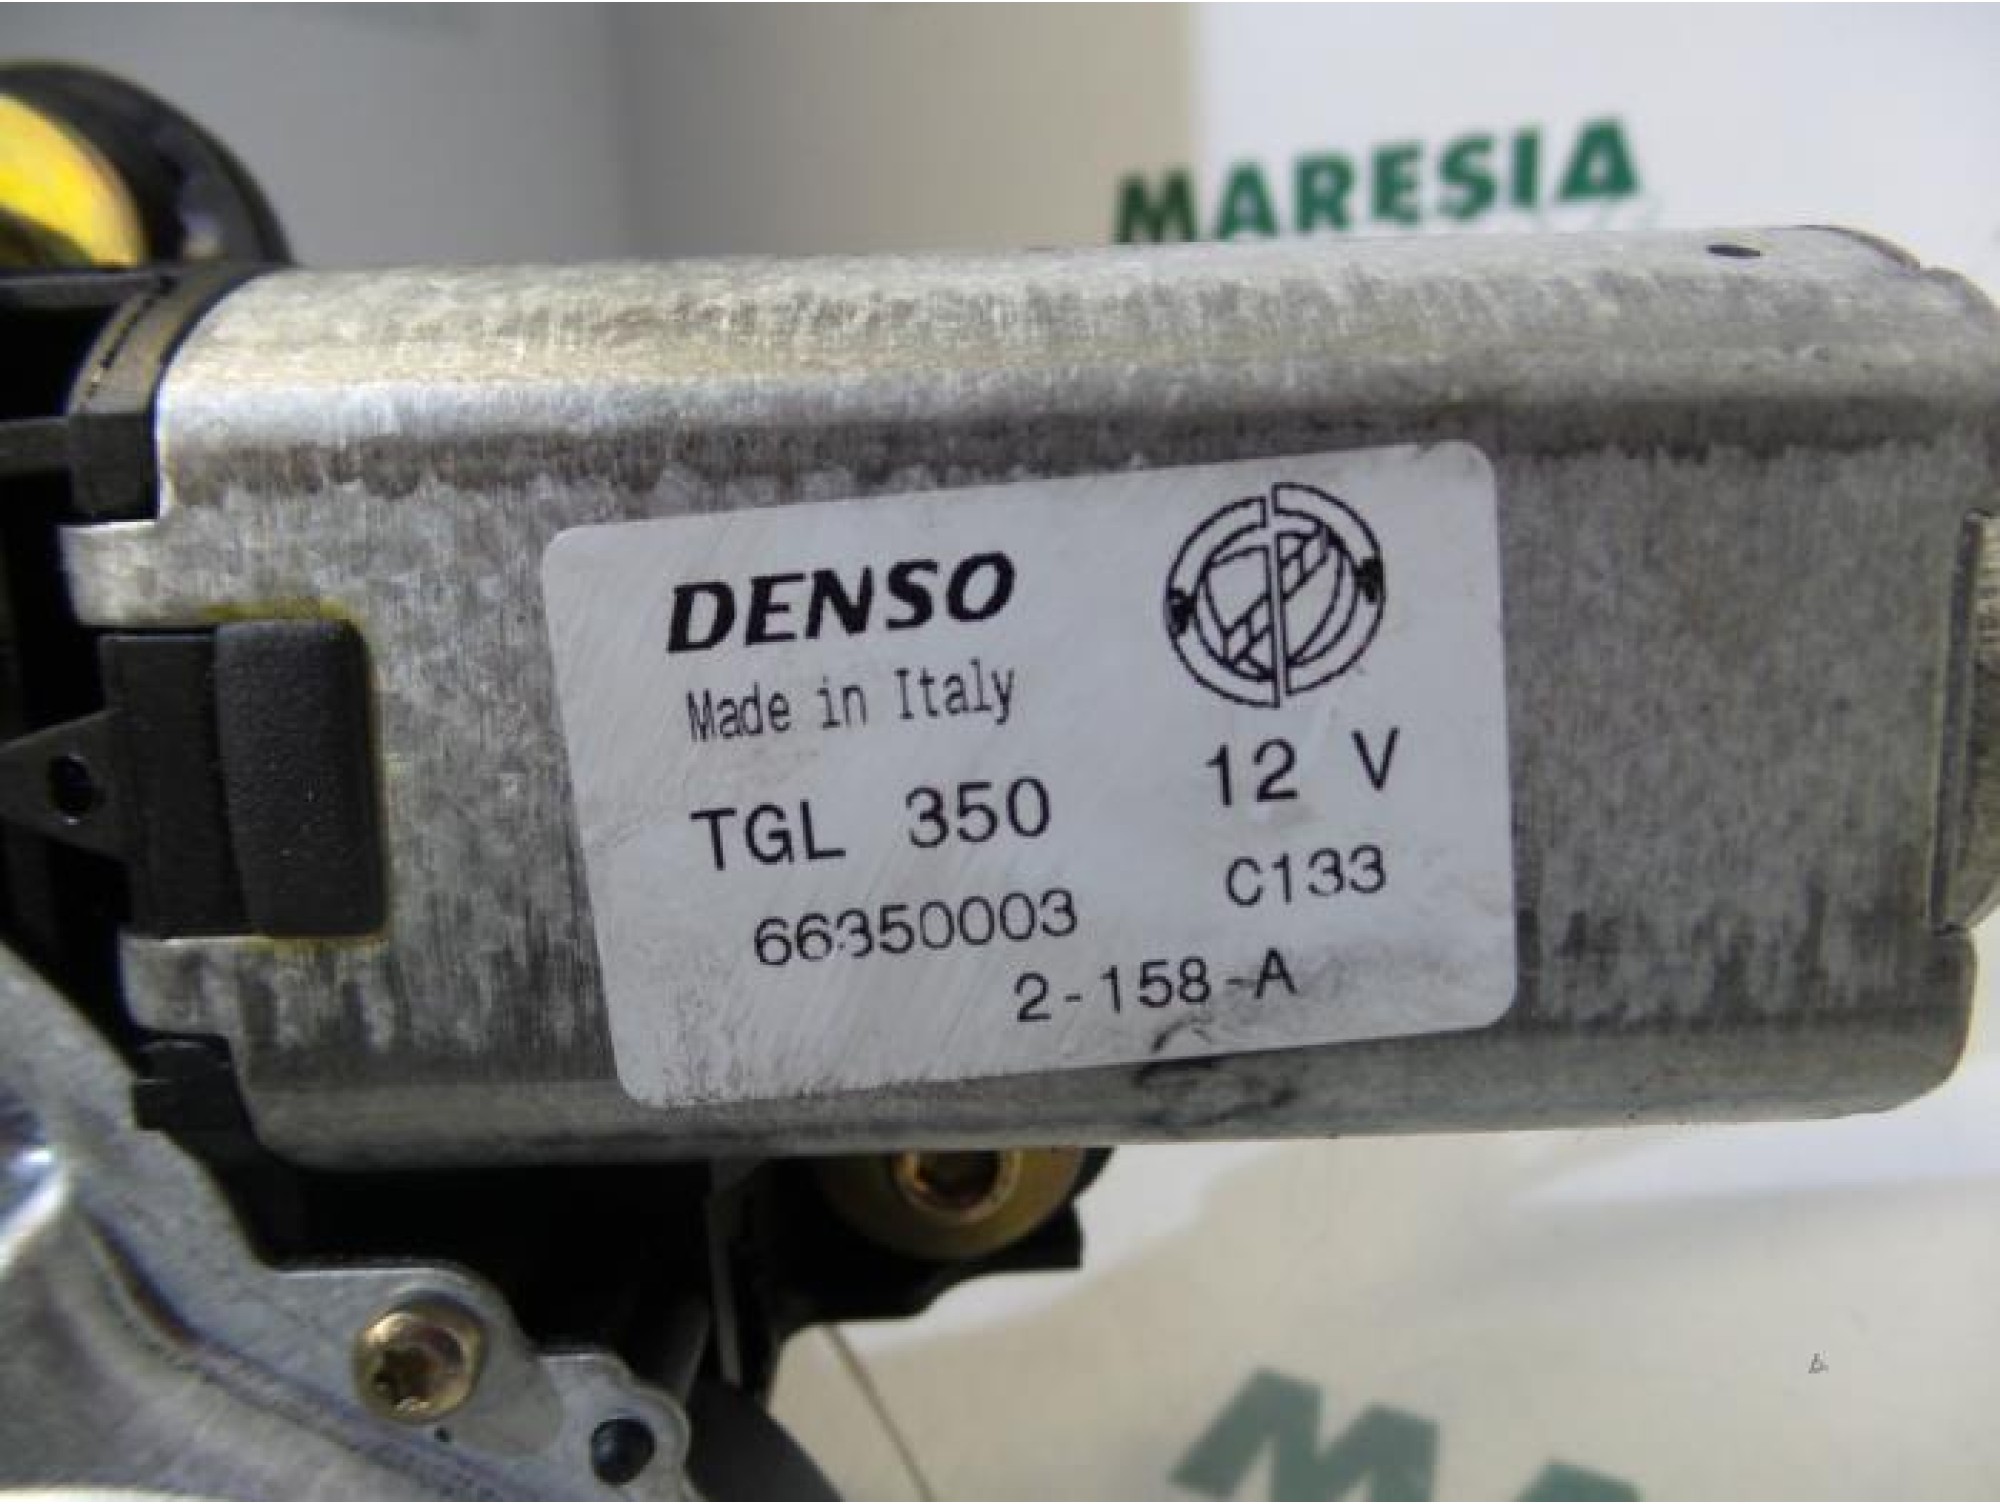 MARESIA
DENSO
Made in Italy
TGL 350 12 V
66350003 C133
2-158-A